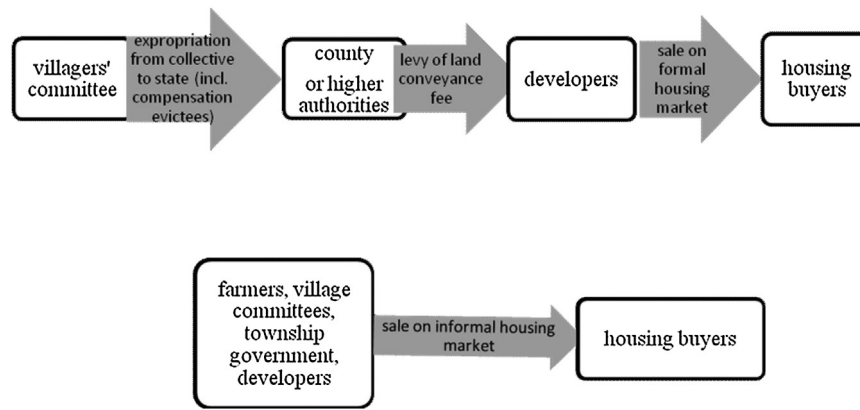 villagers'
committee
expropriation
from collective
to state (incl.
compensation
evictees)
county
or higher
authorities
levy of land
conveyance
fee
developers
sale on
formal
housing
market
housing
buyers
farmers, village
committees,
township
government,
developers
sale on informal housing
market
housing buyers